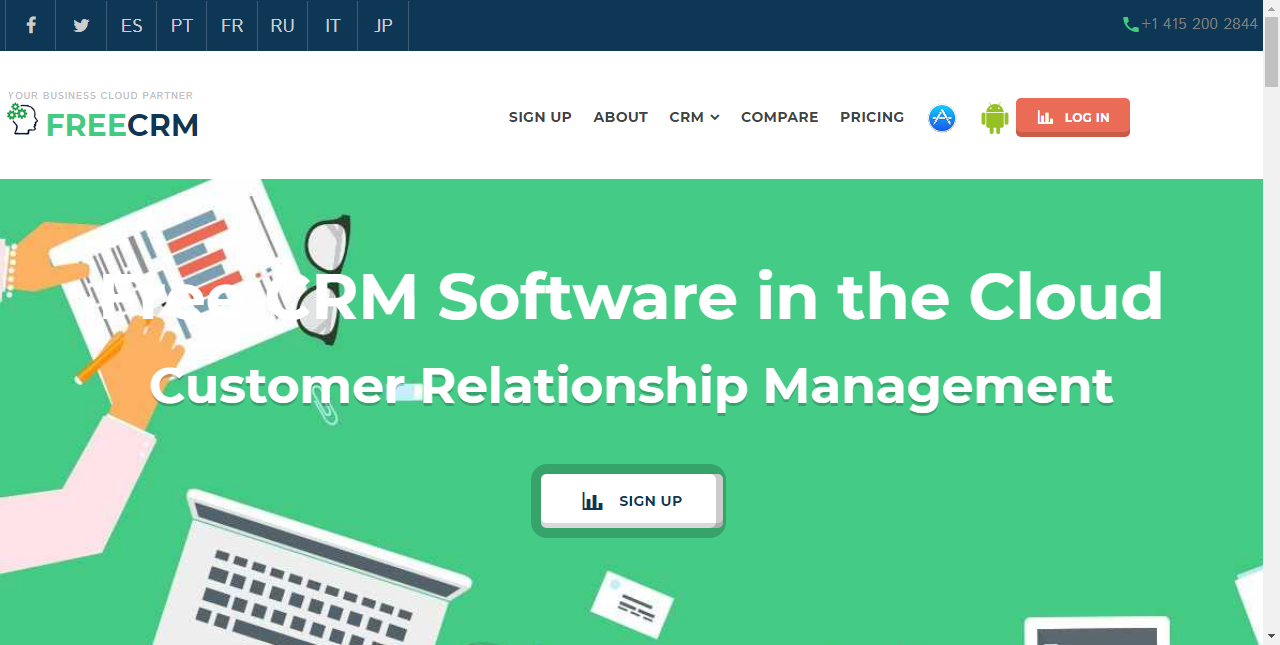 ES PT FR RU IT JP +1 415 200 2844
YOUR BUSINESS CLOUD PARTNER
FREECRM
SIGN UP ABOUT CRM COMPARE PRICING LOG IN
Free CRM Software in the Cloud
Customer Relationship Management
SIGN UP